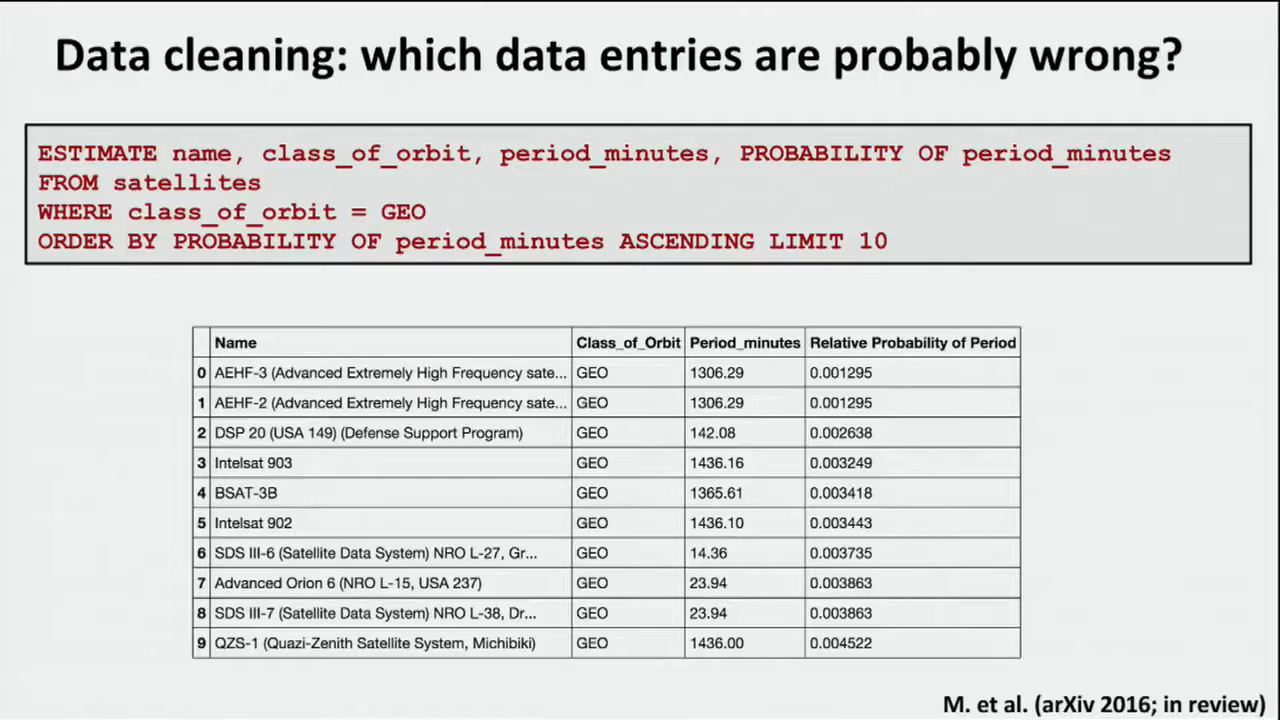 Data cleaning: which data entries are probably wrong?
ESTIMATE name, class_of_orbit, period_minutes, PROBABILITY OF period_minutes
FROM satellites
WHERE class_of_orbit = GEO
ORDER BY PROBABILITY OF period_minutes ASCENDING LIMIT 10
Name Class_of_Orbit Period_minutes Relative Probability of Period
0 AEHF-3 (Advanced Extremely High Frequency sate... GEO 1306.29 0.001295
1 AEHF-2 (Advanced Extremely High Frequency sate... GEO 1306.29 0.001295
2 DSP 20 (USA 149) (Defense Support Program) GEO 142.08 0.002638
3 Intelsat 903 GEO 1436.16 0.003249
4 BSAT-3B GEO 1365.61 0.003418
5 Intelsat 902 GEO 1436.10 0.003443
6 SDS III-6 (Satellite Data System) NRO L-27, Gr... GEO 14.36 0.003735
7 Advanced Orion 6 (NRO L-15, USA 237) GEO 23.94 0.003863
8 SDS III-7 (Satellite Data System) NRO L-38, Dr... GEO 23.94 0.003863
9 QZS-1 (Quazi-Zenith Satellite System, Michibiki) GEO 1436.00 0.004522
M. et al. (arXiv 2016; in review)